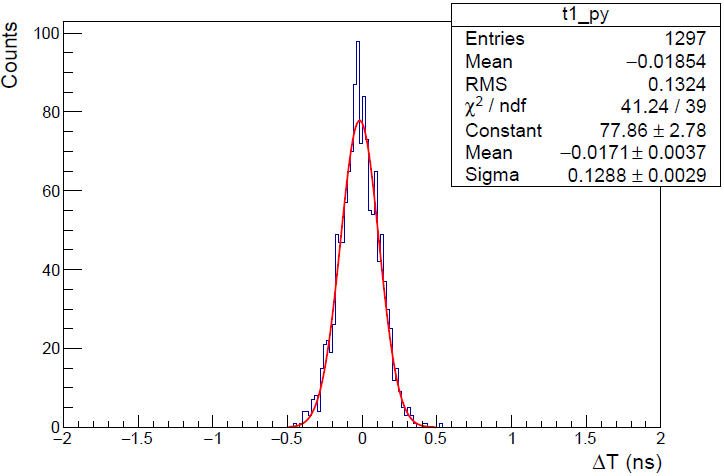 t1_py
Entries 1297
Mean −0.01854
RMS 0.1324
χ² / ndf 41.24 / 39
Constant 77.86 ± 2.78
Mean −0.0171 ± 0.0037
Sigma 0.1288 ± 0.0029
Counts
100
80
60
40
20
0
−2 −1.5 −1 −0.5 0 0.5 1 1.5 2
ΔT (ns)